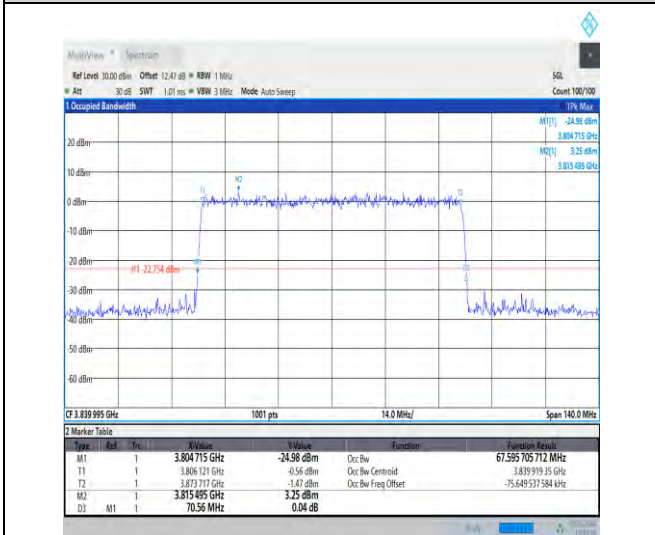 MultiView Spectrum
Ref Level 30.00 dBm Offset 12.47 dB RBW 1 MHz SGL
Att 30 dB SWT 1.01 ms VBW 3 MHz Mode Auto Sweep Count 100/100
1 Occupied Bandwidth 1Pk Max
M1[1] -24.98 dBm
3.804 715 GHz
M2[1] 3.25 dBm
3.815 495 GHz
20 dBm
10 dBm
M2
T1
T2
0 dBm
-10 dBm
-20 dBm
H1 -22.754 dBm
-30 dBm
-40 dBm
-50 dBm
-60 dBm
CF 3.839 995 GHz 1001 pts 14.0 MHz/ Span 140.0 MHz
2 Marker Table
Type Ref Trc X-Value Y-Value Function Function Result
M1 1 3.804 715 GHz -24.98 dBm Occ Bw 67.595 705 712 MHz
T1 1 3.806 121 GHz -0.56 dBm Occ Bw Centroid 3.839 919 35 GHz
T2 1 3.873 717 GHz -1.47 dBm Occ Bw Freq Offset -75.649 537 584 kHz
M2 1 3.815 495 GHz 3.25 dBm
D3 M1 1 70.56 MHz 0.04 dB